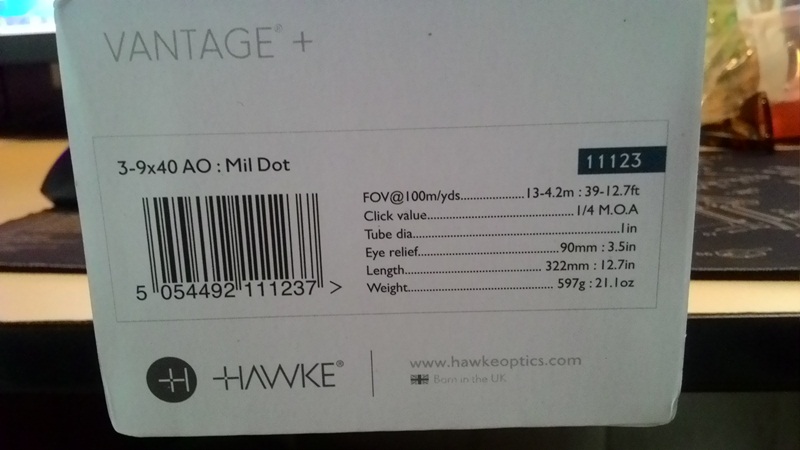 VANTAGE® +
3-9x40 AO : Mil Dot
11123
FOV@100m/yds....................13-4.2m : 39-12.7ft
Click value..............................................1/4 M.O.A
Tube dia..............................................................1in
Eye relief...........................................90mm : 3.5in
Length......................................... 322mm : 12.7in
Weight.............................................. 597g : 21.1oz
5 054492 111237 >
HAWKE®
www.hawkeoptics.com
Born in the UK